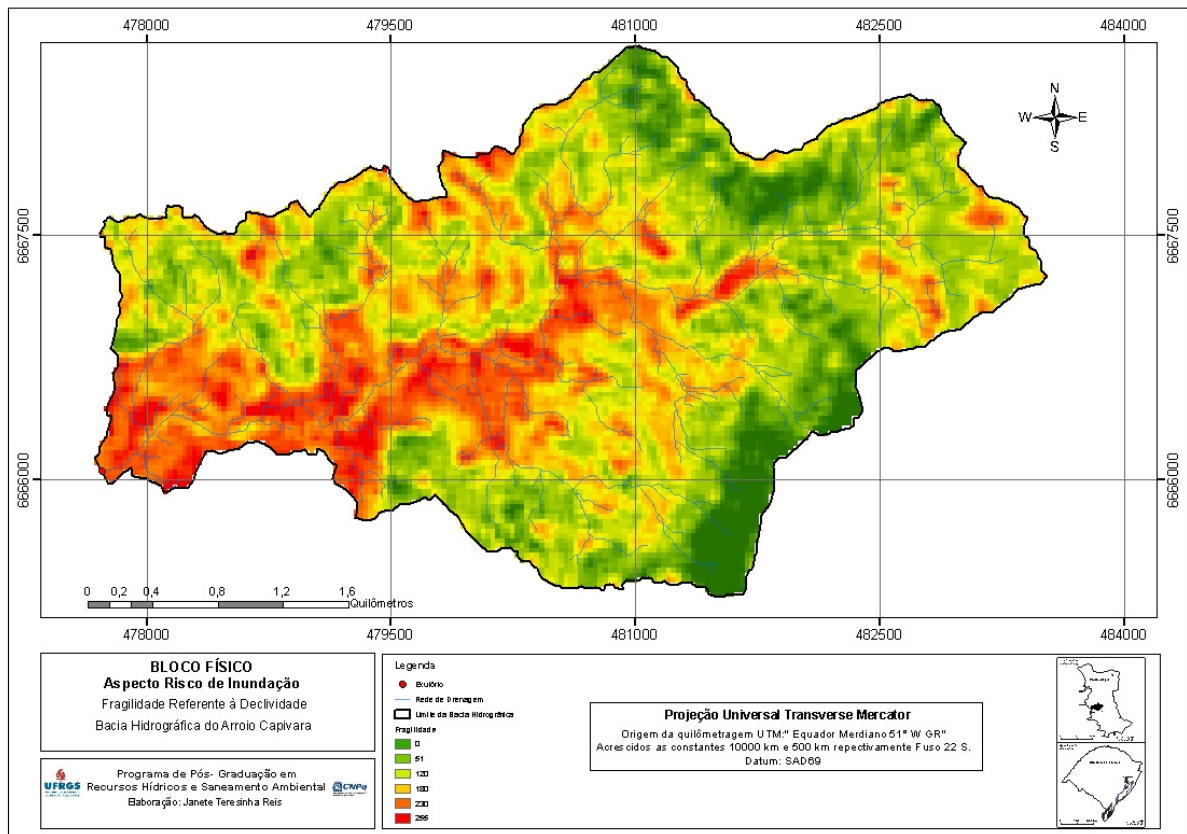 478000 479500 481000 482500 484000
N
W E
S
6667500 6667500
6666000 6666000
0 0,2 0,4 0,8 1,2 1,6
Quilômetros
478000 479500 481000 482500 484000
BLOCO FÍSICO
Aspecto Risco de Inundação
Fragilidade Referente à Declividade
Bacia Hidrográfica do Arroio Capivara
UFRGS
Programa de Pós- Graduação em
Recursos Hídricos e Saneamento Ambiental
Elaboração: Janete Teresinha Reis
CNPq
Legenda
Exutório
Rede de Drenagem
Limite da Bacia Hidrográfica
Fragilidade
0
51
120
180
230
255
Projeção Universal Transverse Mercator
Origem da quilômetragem UTM:" Equador Merdiano 51° W GR"
Acrescidos as constantes 10000 km e 500 km repectivamente Fuso 22 S.
Datum: SAD69